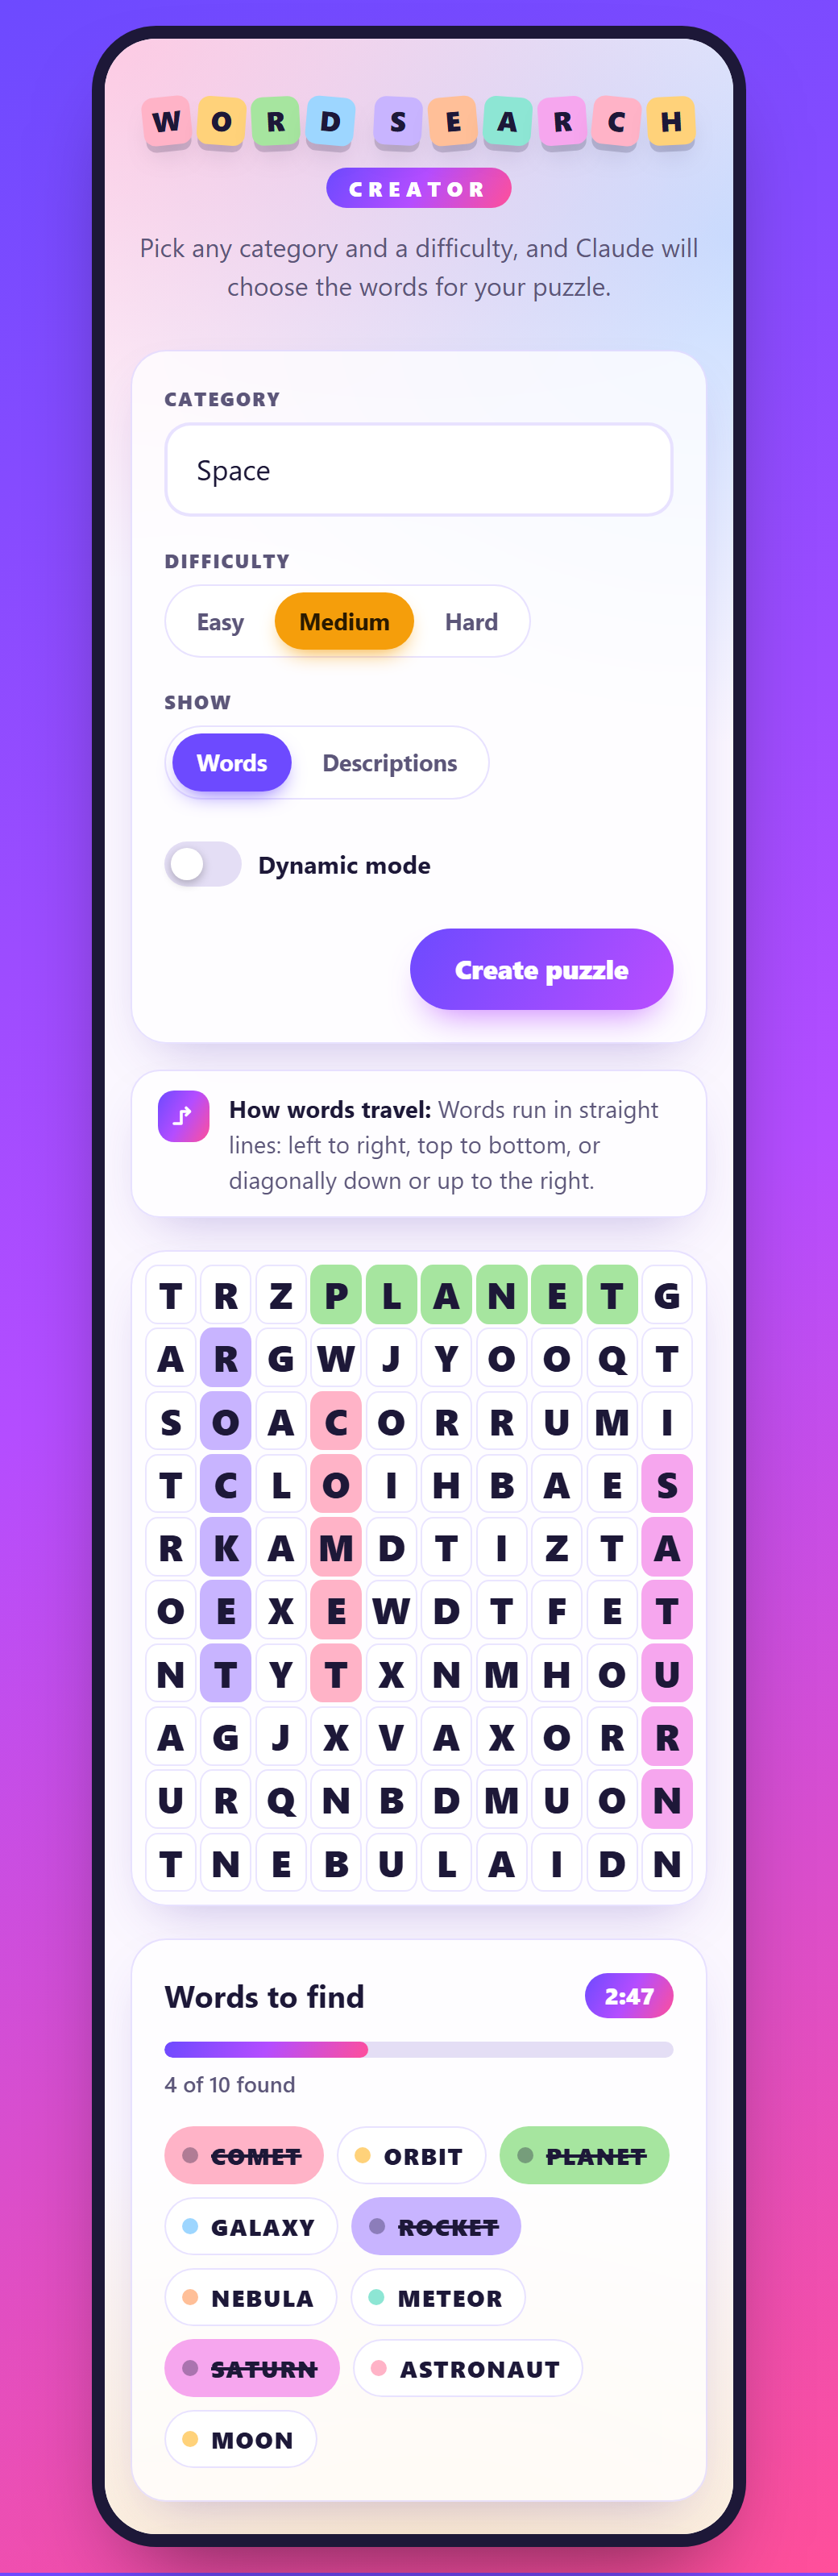 WORD SEARCH
CREATOR
Pick any category and a difficulty, and Claude will
choose the words for your puzzle.
CATEGORY
Space
DIFFICULTY
Easy Medium Hard
SHOW
Words Descriptions
Dynamic mode
Create puzzle
How words travel: Words run in straight
lines: left to right, top to bottom, or
diagonally down or up to the right.
T R Z P L A N E T G
A R G W J Y O O Q T
S O A C O R R U M I
T C L O I H B A E S
R K A M D T I Z T A
O E X E W D T F E T
N T Y T X N M H O U
A G J X V A X O R R
U R Q N B D M U O N
T N E B U L A I D N
Words to find 2:47
4 of 10 found
COMET ORBIT PLANET
GALAXY ROCKET
NEBULA METEOR
SATURN ASTRONAUT
MOON